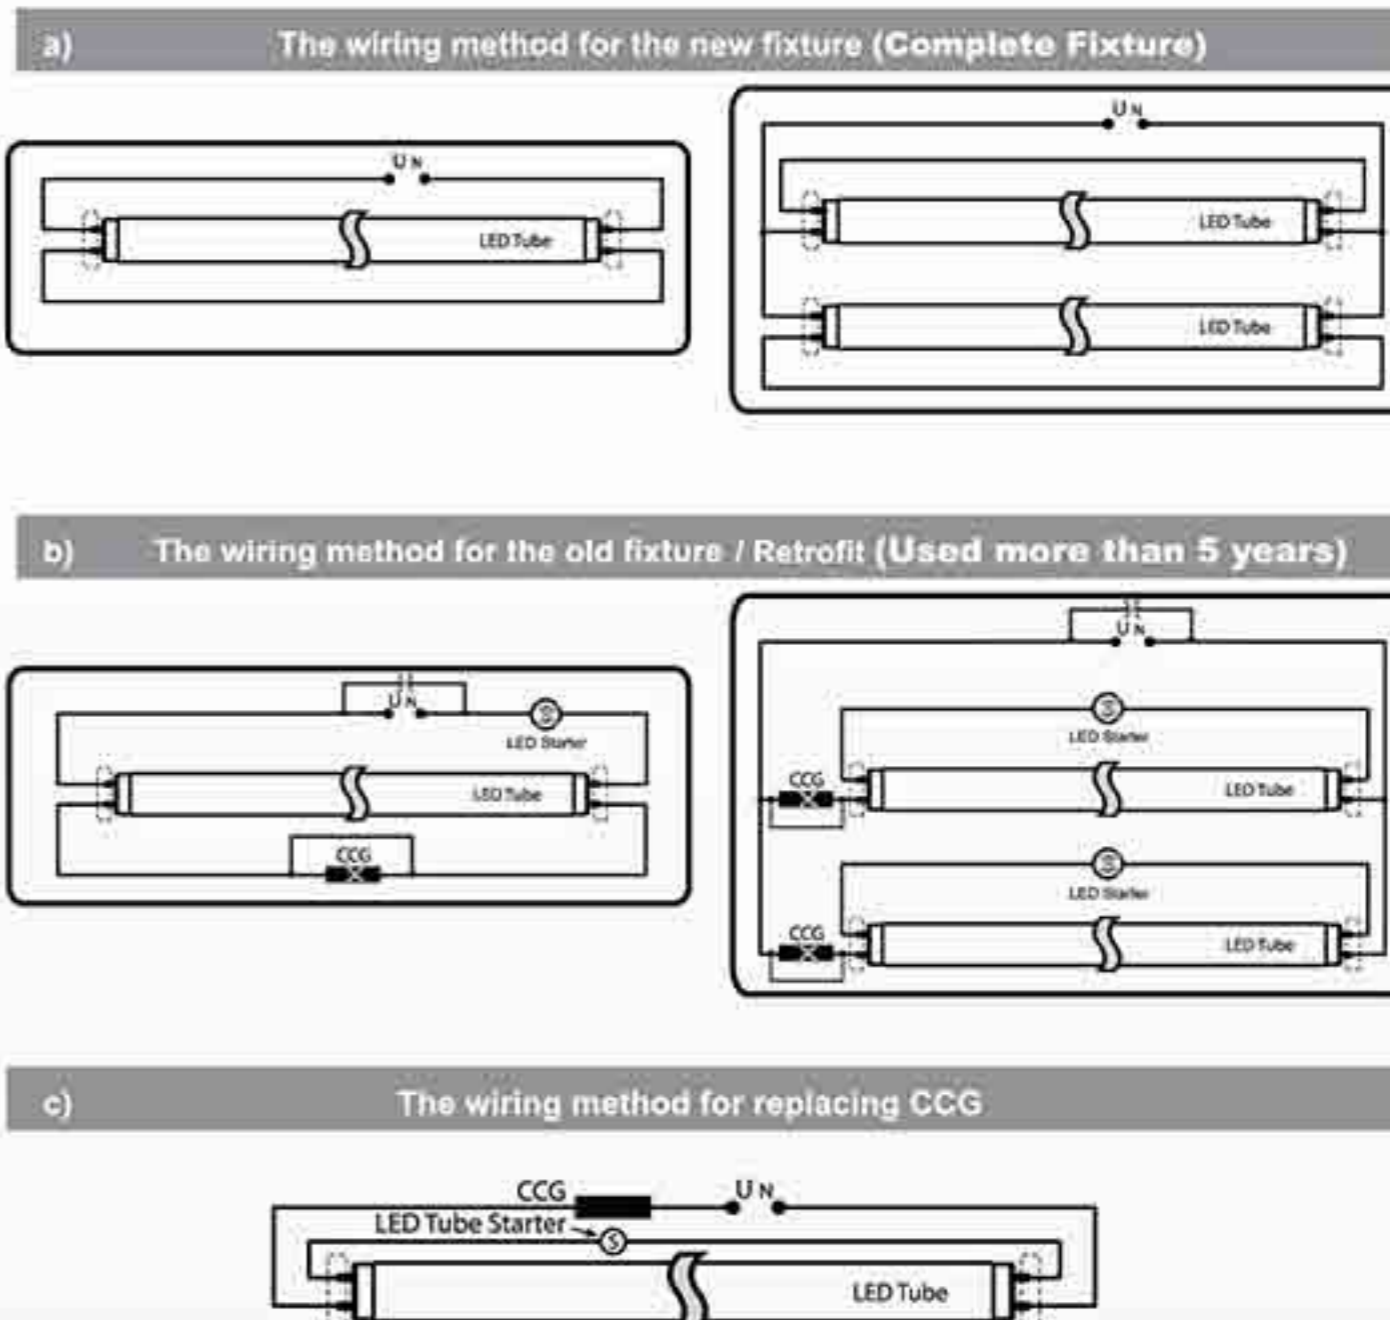 a) The wiring method for the new fixture (Complete Fixture)
U N
LED Tube
U N
LED Tube
LED Tube
b) The wiring method for the old fixture / Retrofit (Used more than 5 years)
U N
S
LED Starter
LED Tube
CCG
U N
S
LED Starter
CCG
LED Tube
S
LED Starter
CCG
LED Tube
c) The wiring method for replacing CCG
CCG
U N
LED Tube Starter
S
LED Tube